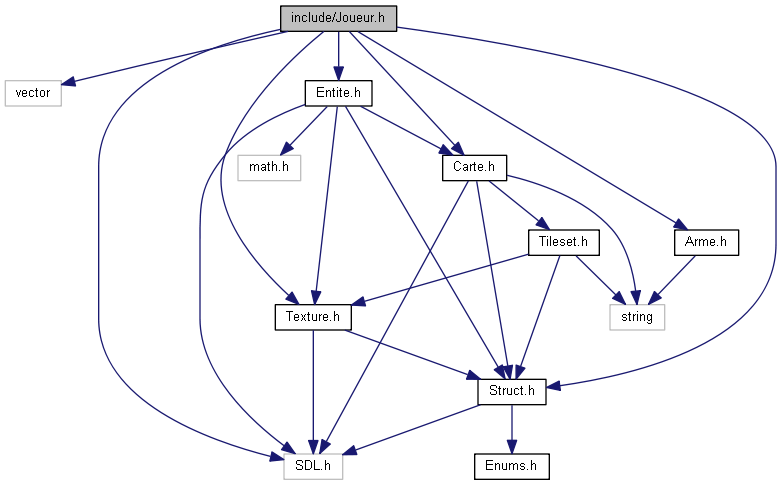 include/Joueur.h
vector
Entite.h
math.h
Carte.h
Tileset.h
Arme.h
Texture.h
string
Struct.h
SDL.h
Enums.h